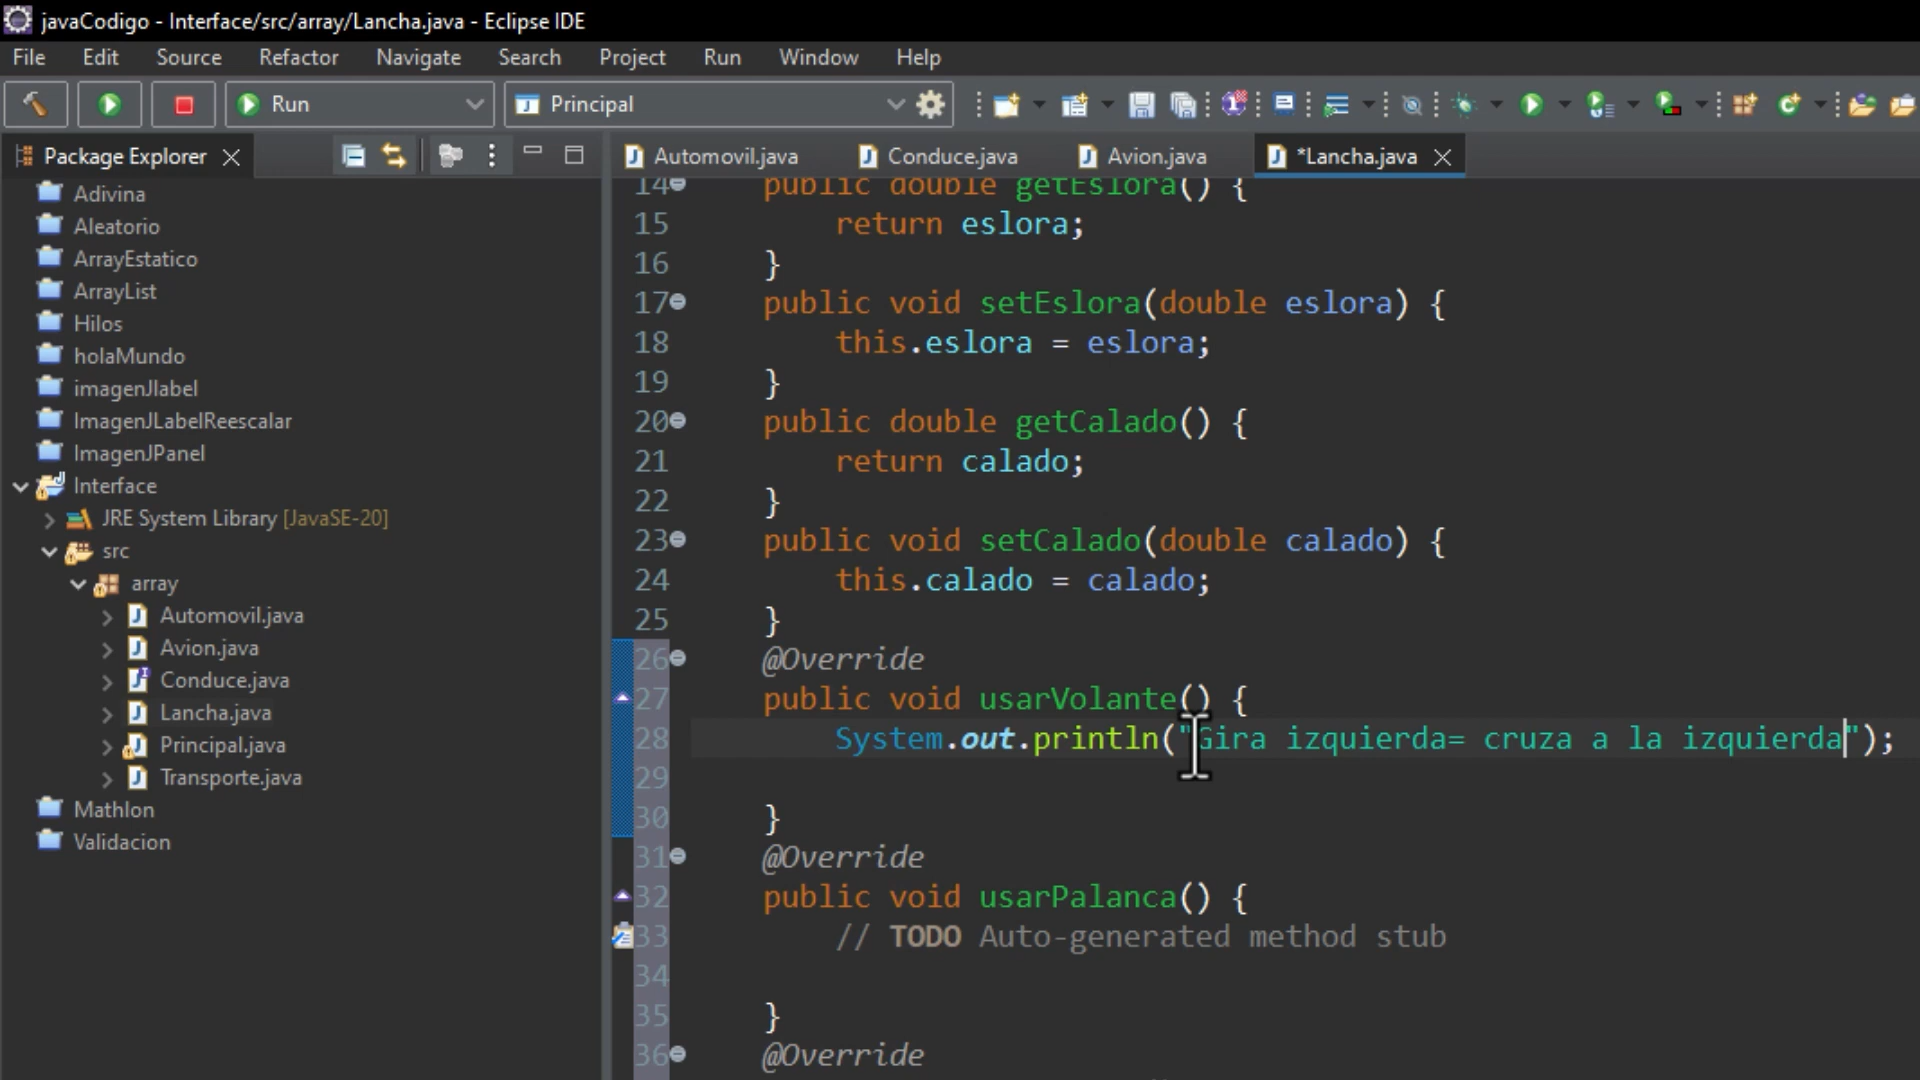 javaCodigo - Interface/src/array/Lancha.java - Eclipse IDE
File Edit Source Refactor Navigate Search Project Run Window Help
Run Principal
Package Explorer
Automovil.java Conduce.java Avion.java *Lancha.java
Adivina
Aleatorio
ArrayEstatico
ArrayList
Hilos
holaMundo
imagenJlabel
ImagenJLabelReescalar
ImagenJPanel
Interface
JRE System Library [JavaSE-20]
src
array
Automovil.java
Avion.java
Conduce.java
Lancha.java
Principal.java
Transporte.java
Mathlon
Validacion
14 public double getEslora() {
15 return eslora;
16 }
17 public void setEslora(double eslora) {
18 this.eslora = eslora;
19 }
20 public double getCalado() {
21 return calado;
22 }
23 public void setCalado(double calado) {
24 this.calado = calado;
25 }
26 @Override
27 public void usarVolante() {
28 System.out.println("Gira izquierda= cruza a la izquierda");
29
30 }
31 @Override
32 public void usarPalanca() {
33 // TODO Auto-generated method stub
34
35 }
36 @Override